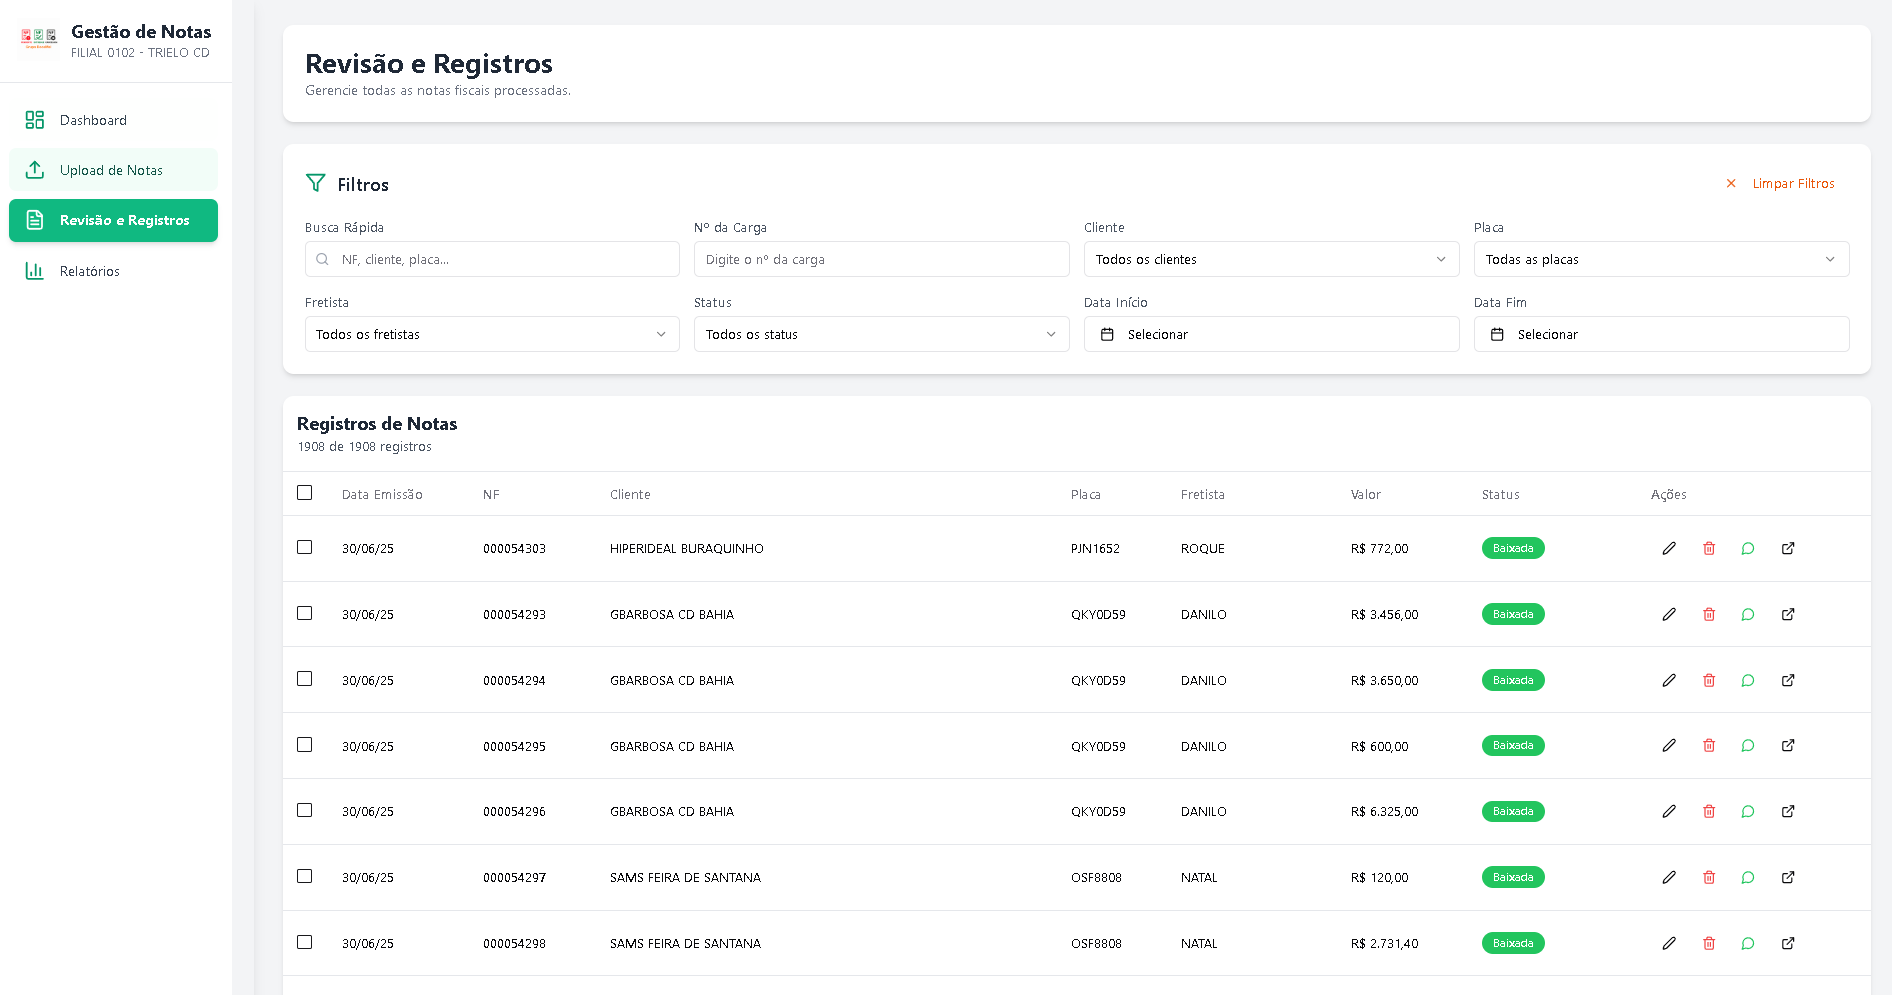 Gestão de Notas
FILIAL 0102 - TRIELO CD
Dashboard
Upload de Notas
Revisão e Registros
Relatórios
Revisão e Registros
Gerencie todas as notas fiscais processadas.
Filtros
Limpar Filtros
Busca Rápida
NF, cliente, placa...
Nº da Carga
Digite o nº da carga
Cliente
Todos os clientes
Placa
Todas as placas
Fretista
Todos os fretistas
Status
Todos os status
Data Início
Selecionar
Data Fim
Selecionar
Registros de Notas
1908 de 1908 registros
Data Emissão NF Cliente Placa Fretista Valor Status Ações
30/06/25 000054303 HIPERIDEAL BURAQUINHO PJN1652 ROQUE R$ 772,00 Baixada
30/06/25 000054293 GBARBOSA CD BAHIA QKY0D59 DANILO R$ 3.456,00 Baixada
30/06/25 000054294 GBARBOSA CD BAHIA QKY0D59 DANILO R$ 3.650,00 Baixada
30/06/25 000054295 GBARBOSA CD BAHIA QKY0D59 DANILO R$ 600,00 Baixada
30/06/25 000054296 GBARBOSA CD BAHIA QKY0D59 DANILO R$ 6.325,00 Baixada
30/06/25 000054297 SAMS FEIRA DE SANTANA OSF8808 NATAL R$ 120,00 Baixada
30/06/25 000054298 SAMS FEIRA DE SANTANA OSF8808 NATAL R$ 2.731,40 Baixada